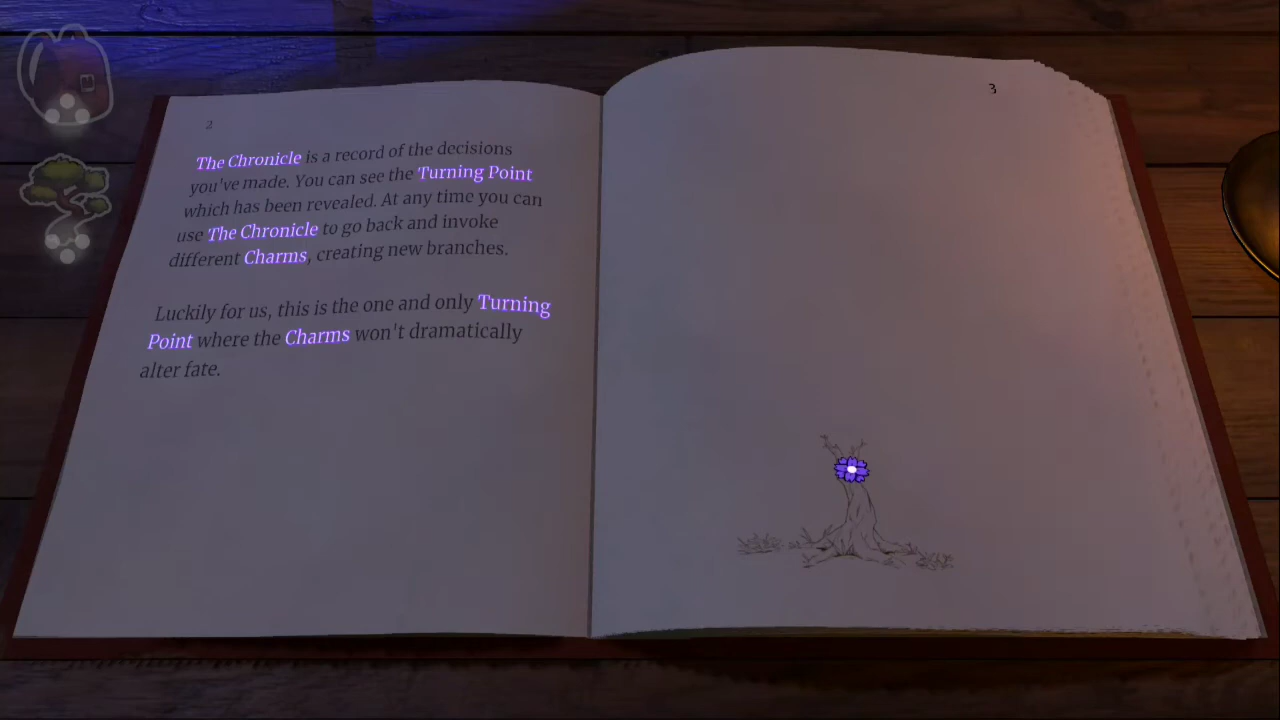 2
The Chronicle is a record of the decisions
you've made. You can see the Turning Point
which has been revealed. At any time you can
use The Chronicle to go back and invoke
different Charms, creating new branches.
Luckily for us, this is the one and only Turning
Point where the Charms won't dramatically
alter fate.
3